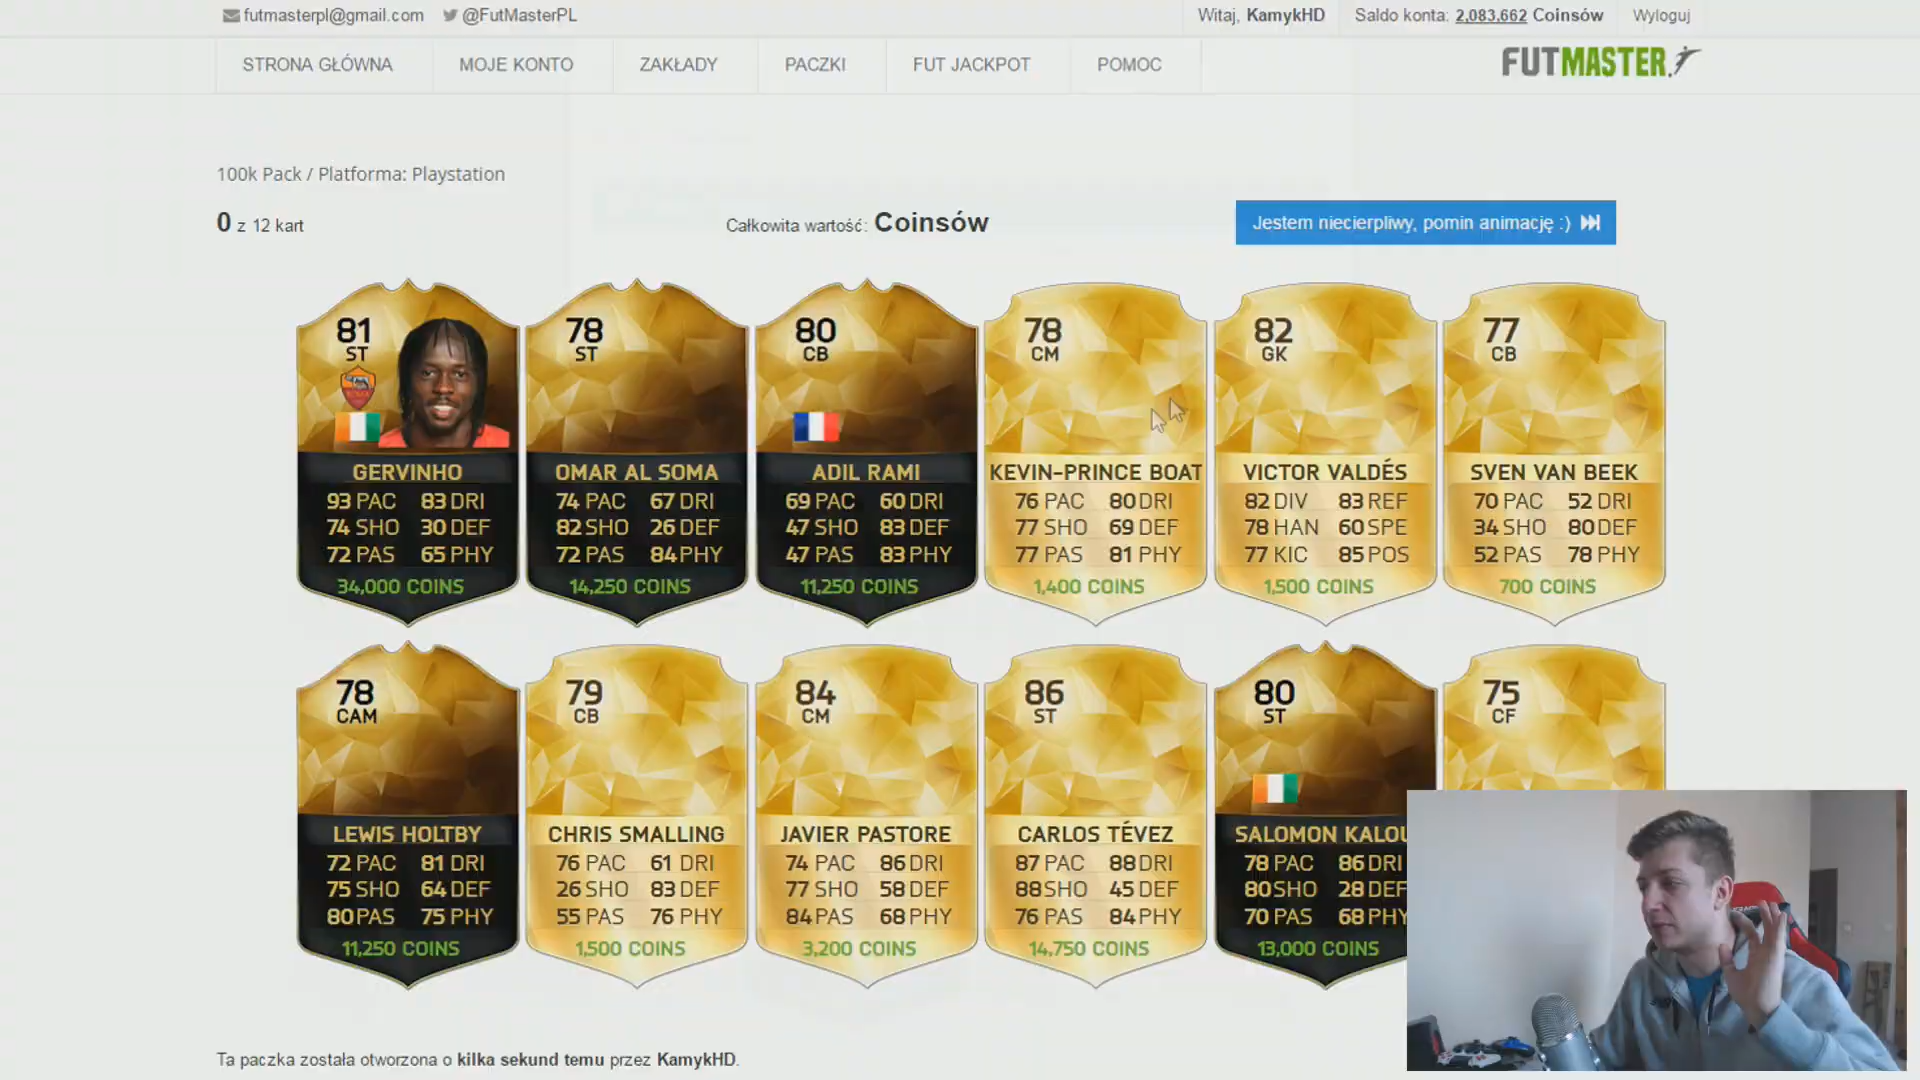 futmasterpl@gmail.com @FutMasterPL Witaj, KamykHD Saldo konta: 2,083,662 Coinsów Wyloguj
STRONA GŁÓWNA MOJE KONTO ZAKŁADY PACZKI FUT JACKPOT POMOC FUTMASTER.
100k Pack / Platforma: Playstation
0 z 12 kart Całkowita wartość: Coinsów Jestem niecierpliwy, pomin animację :)
81 78 80 78 82 77
ST ST CB CM GK CB
GERVINHO OMAR AL SOMA ADIL RAMI KEVIN-PRINCE BOAT VICTOR VALDÉS SVEN VAN BEEK
93 PAC 83 DRI 74 PAC 67 DRI 69 PAC 60 DRI 76 PAC 80 DRI 82 DIV 83 REF 70 PAC 52 DRI
74 SHO 30 DEF 82 SHO 26 DEF 47 SHO 83 DEF 77 SHO 69 DEF 78 HAN 60 SPE 34 SHO 80 DEF
72 PAS 65 PHY 72 PAS 84 PHY 47 PAS 83 PHY 77 PAS 81 PHY 77 KIC 85 POS 52 PAS 78 PHY
34,000 COINS 14,250 COINS 11,250 COINS 1,400 COINS 1,500 COINS 700 COINS
78 79 84 86 80 75
CAM CB CM ST ST CF
LEWIS HOLTBY CHRIS SMALLING JAVIER PASTORE CARLOS TÉVEZ SALOMON KALOU
72 PAC 81 DRI 76 PAC 61 DRI 74 PAC 86 DRI 87 PAC 88 DRI 78 PAC 86 DRI
75 SHO 64 DEF 26 SHO 83 DEF 77 SHO 58 DEF 88 SHO 45 DEF 80 SHO 28 DEF
80 PAS 75 PHY 55 PAS 76 PHY 84 PAS 68 PHY 76 PAS 84 PHY 70 PAS 68 PHY
11,250 COINS 1,500 COINS 3,200 COINS 14,750 COINS 13,000 COINS
Ta paczka została otworzona o kilka sekund temu przez KamykHD.